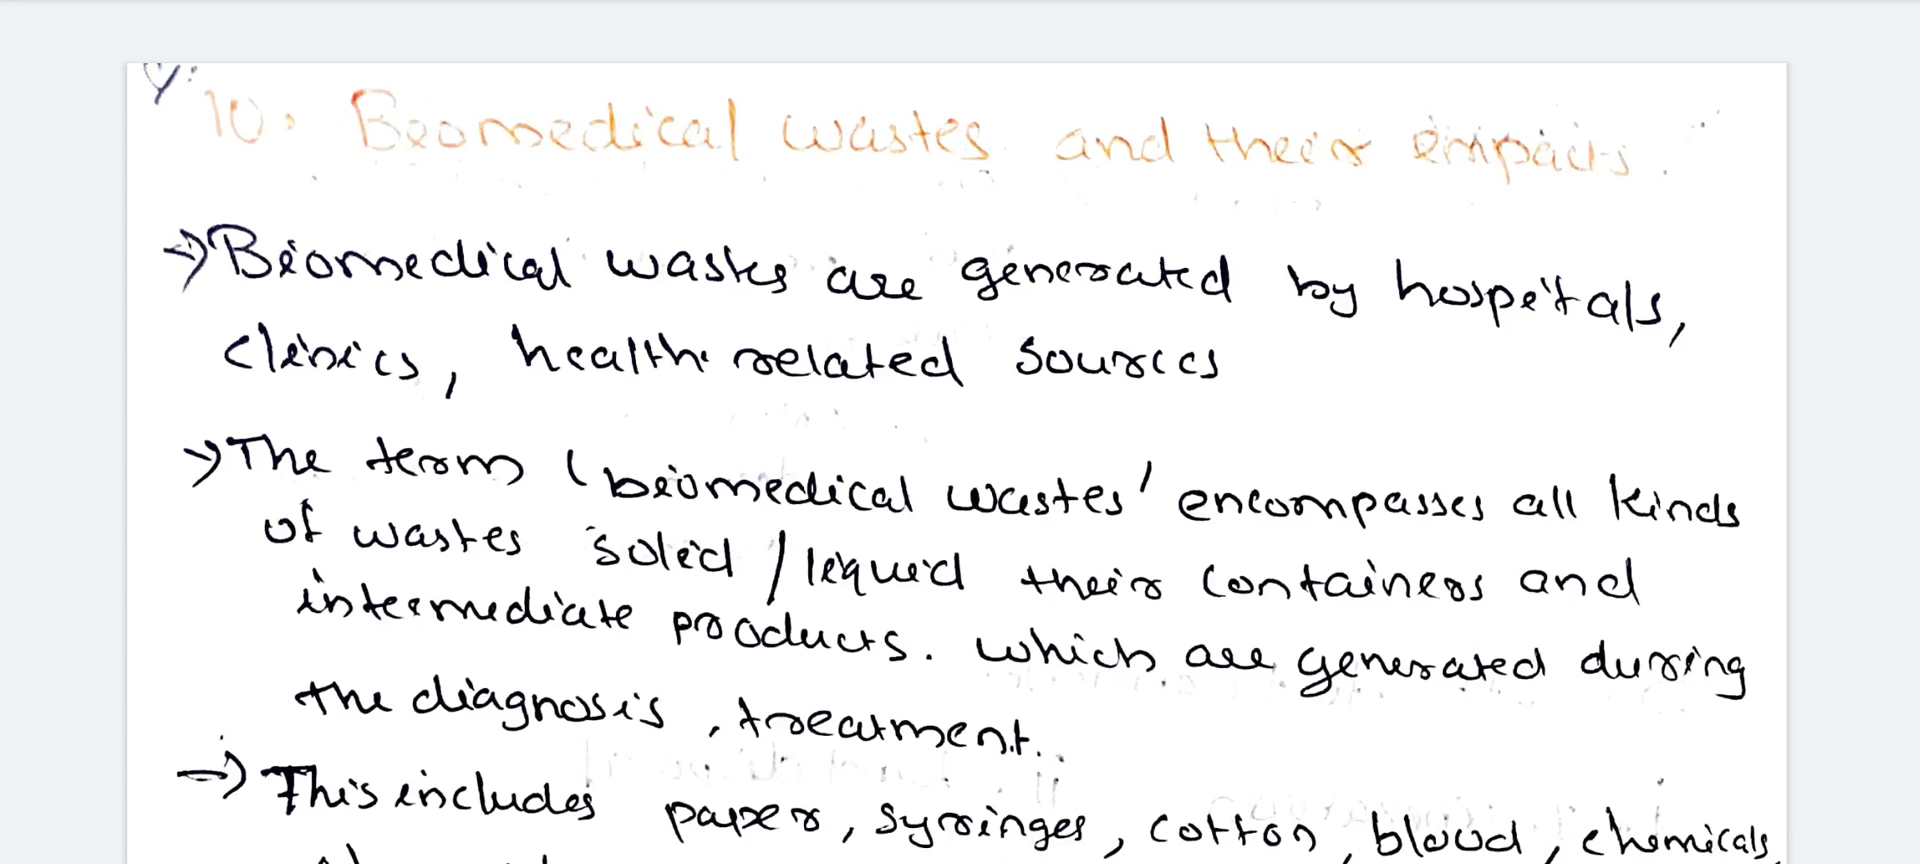 10. Biomedical wastes and their impacts.
→ Biomedical wastes are generated by hospitals,
clinics, health related sources
→ The term 'biomedical wastes' encompasses all kinds
of wastes solid / liquid their containers and
intermediate products. which are generated during
the diagnosis, treatment.
→ This includes paper, syringes, cotton, blood, chemicals,